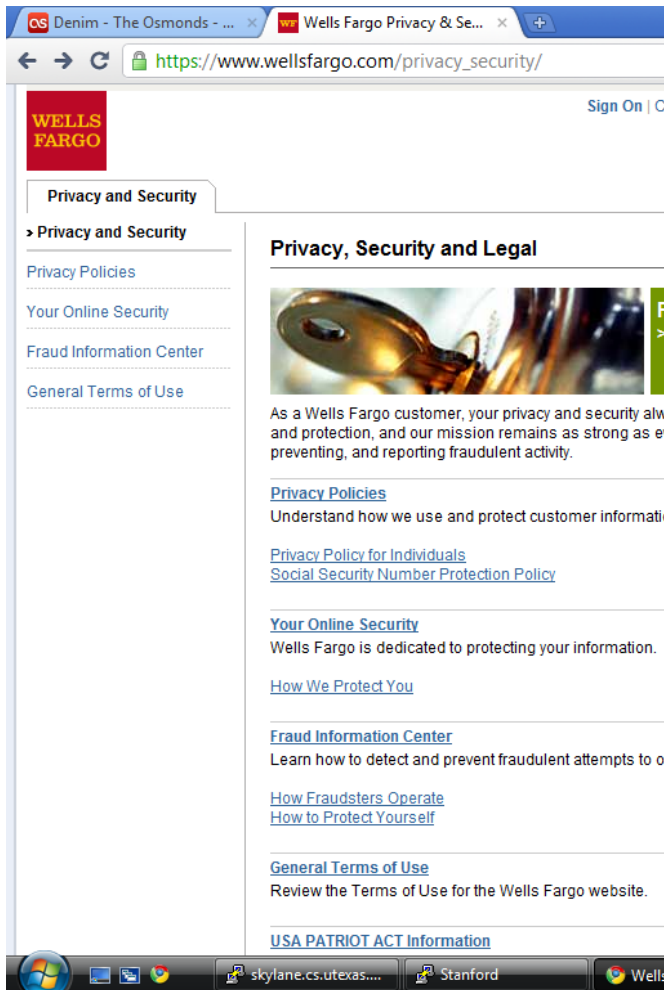 Denim - The Osmonds - ...
Wells Fargo Privacy & Se...
https://www.wellsfargo.com/privacy_security/
Sign On |
WELLS
FARGO
Privacy and Security
Privacy and Security
Privacy Policies
Your Online Security
Fraud Information Center
General Terms of Use
Privacy, Security and Legal
As a Wells Fargo customer, your privacy and security
and protection, and our mission remains as strong as
preventing, and reporting fraudulent activity.
Privacy Policies
Understand how we use and protect customer
Privacy Policy for Individuals
Social Security Number Protection Policy
Your Online Security
Wells Fargo is dedicated to protecting your information.
How We Protect You
Fraud Information Center
Learn how to detect and prevent fraudulent attempts to
How Fraudsters Operate
How to Protect Yourself
General Terms of Use
Review the Terms of Use for the Wells Fargo website.
USA PATRIOT ACT Information
skylane.cs.utexas....
Stanford